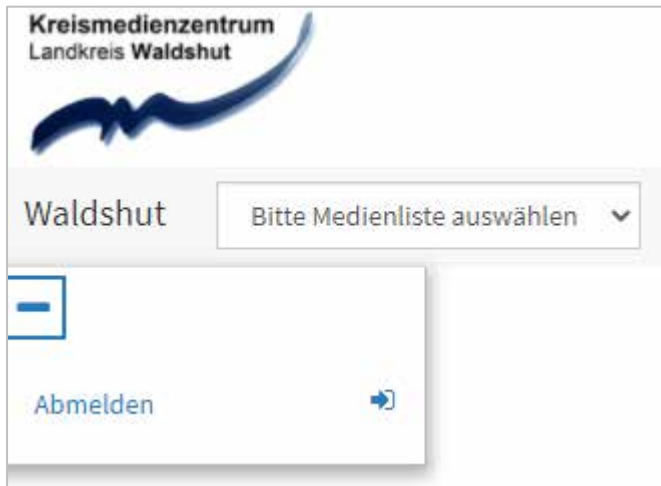 Kreismedienzentrum
Landkreis Waldshut
Waldshut
Bitte Medienliste auswählen
Abmelden